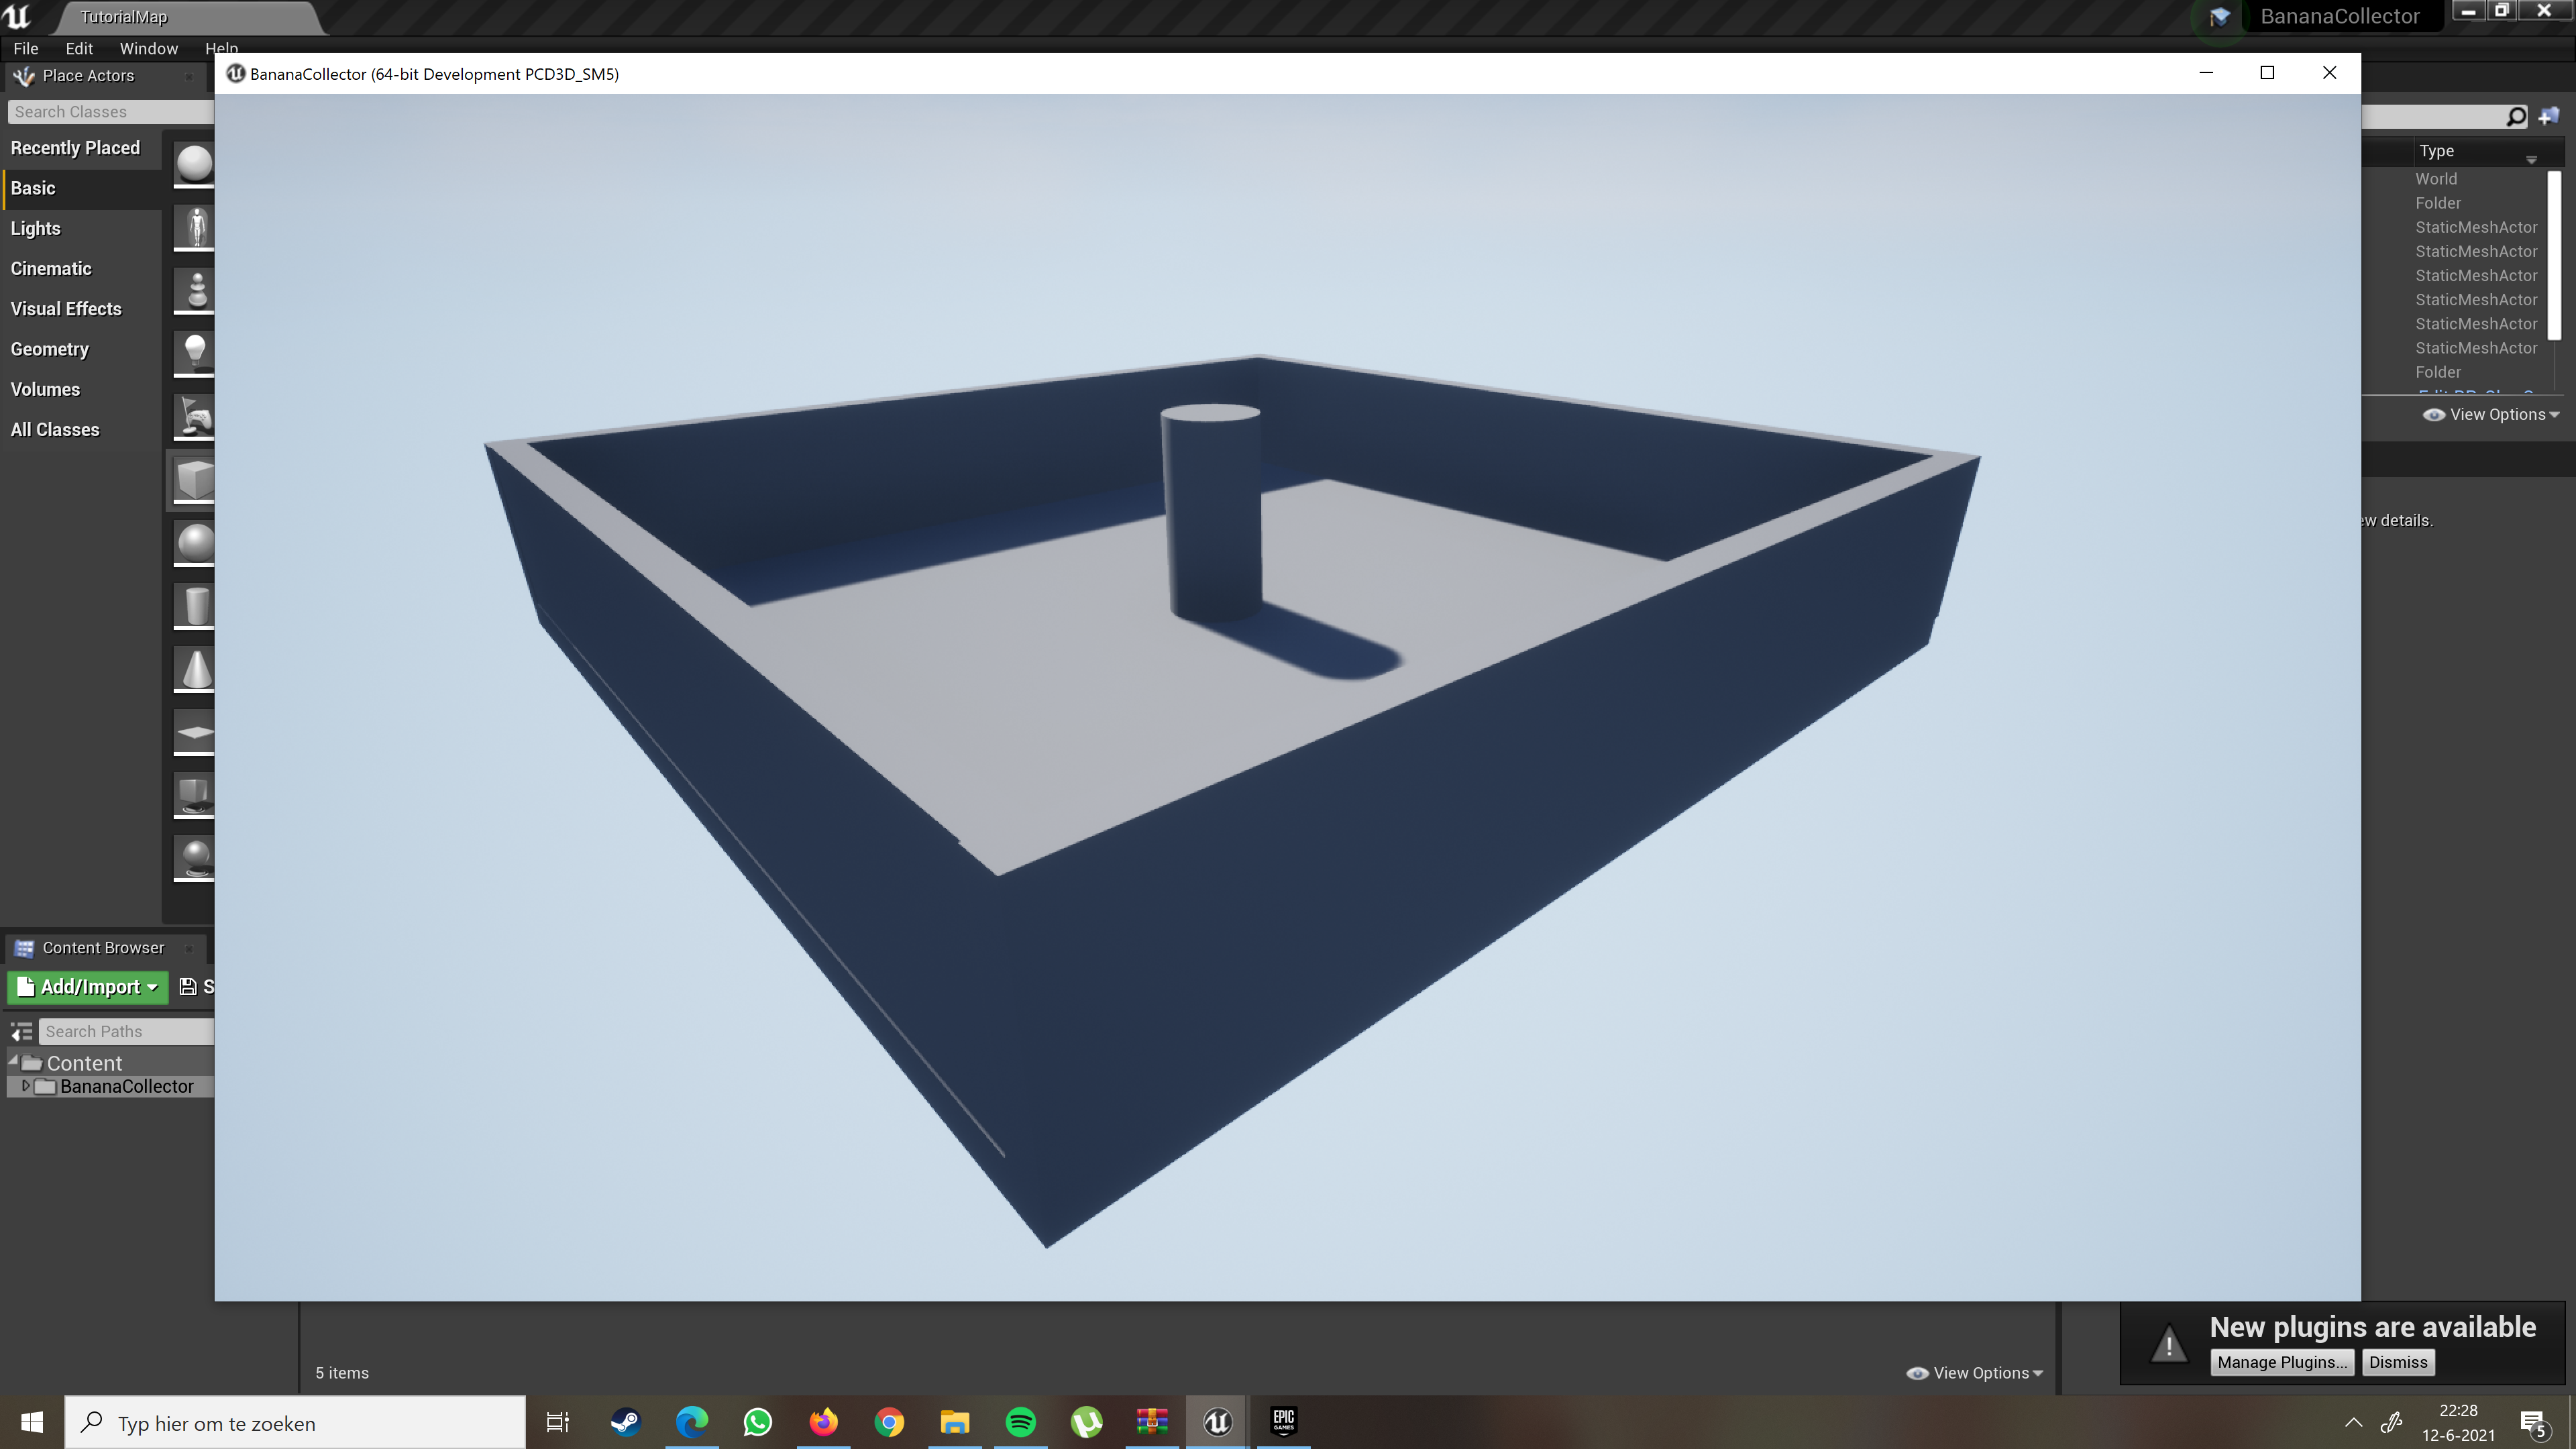 TutorialMap
BananaCollector
File Edit Window Help
Place Actors
BananaCollector (64-bit Development PCD3D_SM5)
Search Classes
Recently Placed
Basic
Lights
Cinematic
Visual Effects
Geometry
Volumes
All Classes
Type
World
Folder
StaticMeshActor
StaticMeshActor
StaticMeshActor
StaticMeshActor
StaticMeshActor
StaticMeshActor
Folder
View Options
details.
Content Browser
Add/Import
S
Search Paths
Content
BananaCollector
5 items
View Options
New plugins are available
Manage Plugins...
Dismiss
Typ hier om te zoeken
EPIC
GAMES
22:28
12-6-2021
5